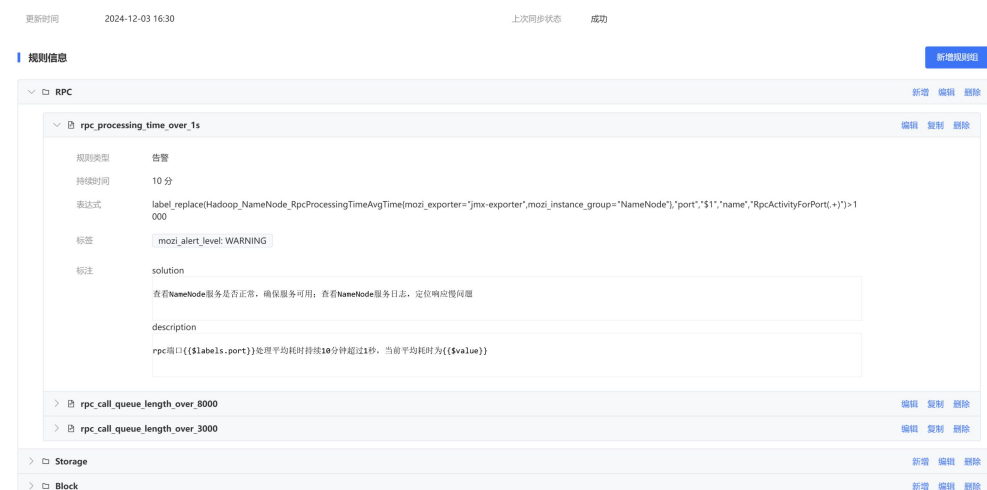 更新时间 2024-12-03 16:30 上次同步状态 成功
规则信息 新增规则组
RPC 新增 编辑 删除
rpc_processing_time_over_1s 编辑 复制 删除
规则类型 告警
持续时间 10 分
表达式 label_replace(Hadoop_NameNode_RpcProcessingTimeAvgTime{mozi_exporter="jmx-exporter",mozi_instance_group="NameNode"},"port","$1","name","RpcActivityForPort(.+)")>1
000
标签 mozi_alert_level: WARNING
标注 solution
查看NameNode服务是否正常，确保服务可用；查看NameNode服务日志，定位响应慢问题
description
rpc端口{{$labels.port}}处理平均耗时持续10分钟超过1秒，当前平均耗时为{{$value}}
rpc_call_queue_length_over_8000 编辑 复制 删除
rpc_call_queue_length_over_3000 编辑 复制 删除
Storage 新增 编辑 删除
Block 新增 编辑 删除